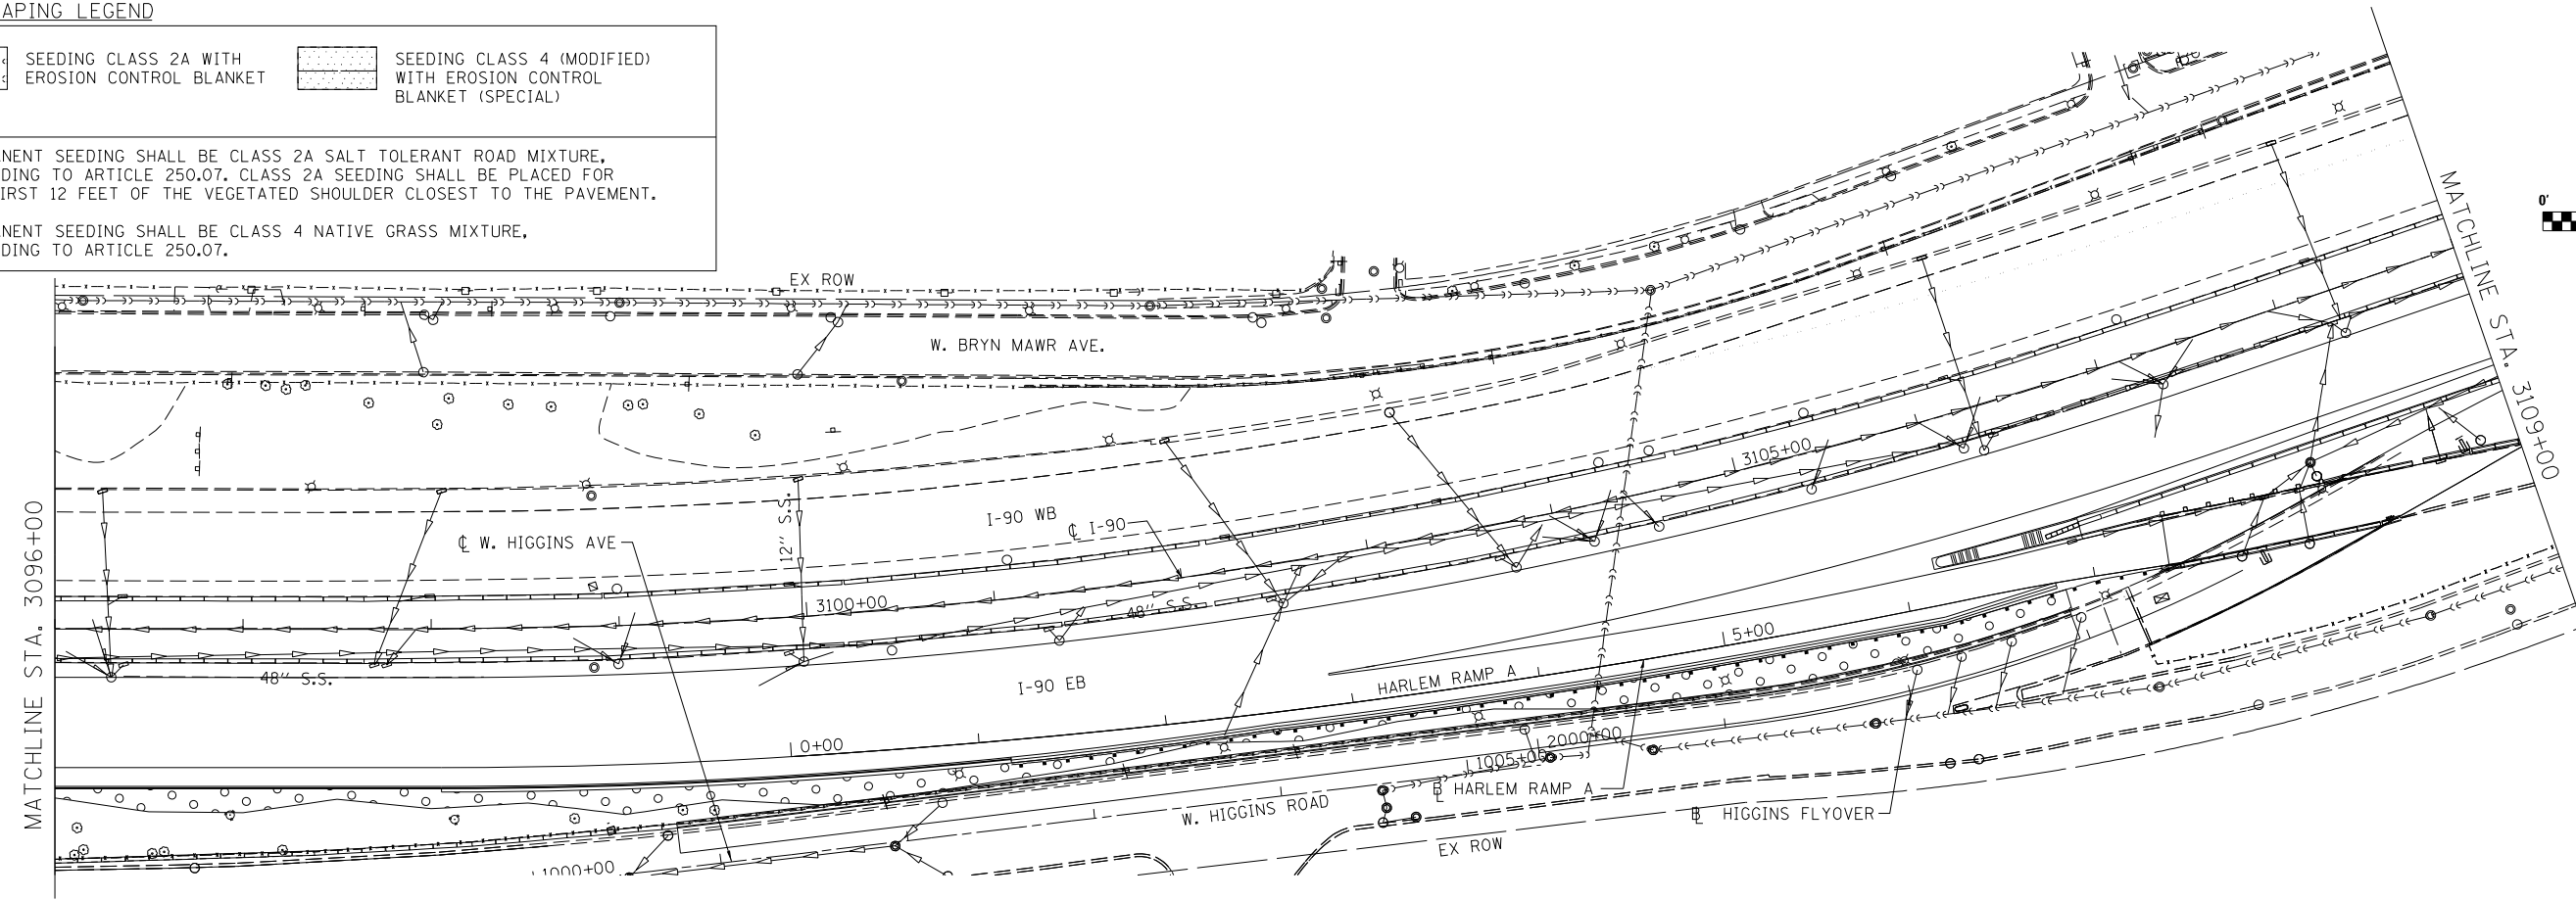 APING LEGEND
SEEDING CLASS 2A WITH
EROSION CONTROL BLANKET
SEEDING CLASS 4 (MODIFIED)
WITH EROSION CONTROL
BLANKET (SPECIAL)
NENT SEEDING SHALL BE CLASS 2A SALT TOLERANT ROAD MIXTURE,
DING TO ARTICLE 250.07. CLASS 2A SEEDING SHALL BE PLACED FOR
IRST 12 FEET OF THE VEGETATED SHOULDER CLOSEST TO THE PAVEMENT.
NENT SEEDING SHALL BE CLASS 4 NATIVE GRASS MIXTURE,
DING TO ARTICLE 250.07.
EX ROW
W. BRYN MAWR AVE.
MATCHLINE STA. 3109+00
0'
3105+00
I-90 WB
℄ I-90
12" S.S.
℄ W. HIGGINS AVE
MATCHLINE STA. 3096+00
3100+00
48" S.S.
48" S.S.
I-90 EB
HARLEM RAMP A
5+00
0+00
2000+00
1005+00
B HARLEM RAMP A
W. HIGGINS ROAD
B HIGGINS FLYOVER
EX ROW
1000+00